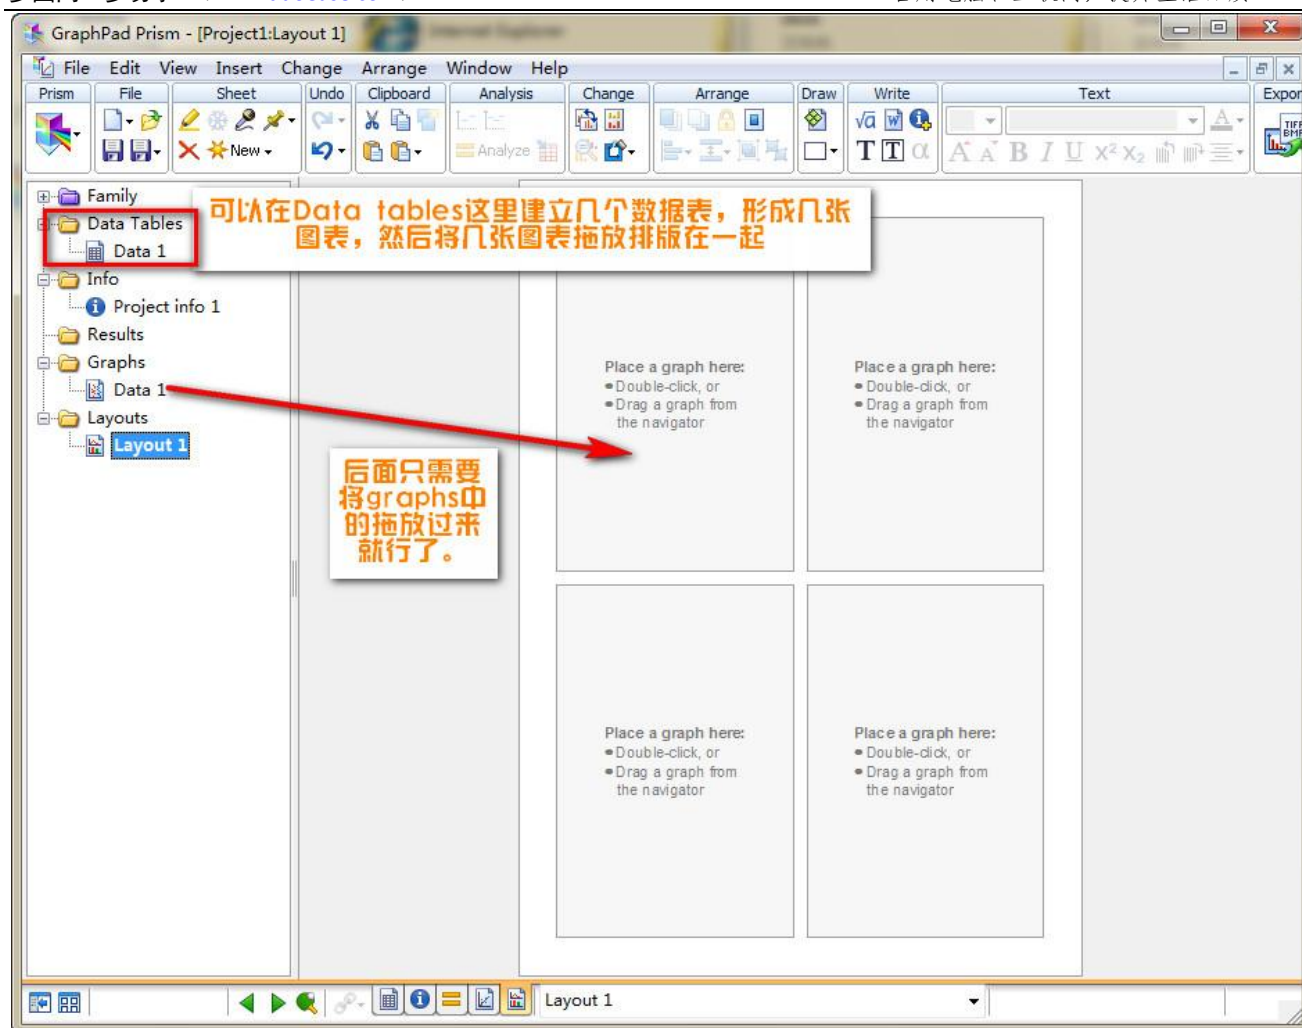 GraphPad Prism - [Project1:Layout 1]
File Edit View Insert Change Arrange Window Help
Prism File Sheet Undo Clipboard Analysis Change Arrange Draw Write Text Expor
New
Analyze
Family
Data Tables
Data 1
Info
Project info 1
Results
Graphs
Data 1
Layouts
Layout 1
可以在Data tables这里建立几个数据表，形成几张
图表，然后将几张图表拖放排版在一起
后面只需要
将graphs中
的拖放过来
就行了。
Place a graph here:
Double-click, or
Drag a graph from
the navigator
Place a graph here:
Double-click, or
Drag a graph from
the navigator
Place a graph here:
Double-click, or
Drag a graph from
the navigator
Place a graph here:
Double-click, or
Drag a graph from
the navigator
Layout 1